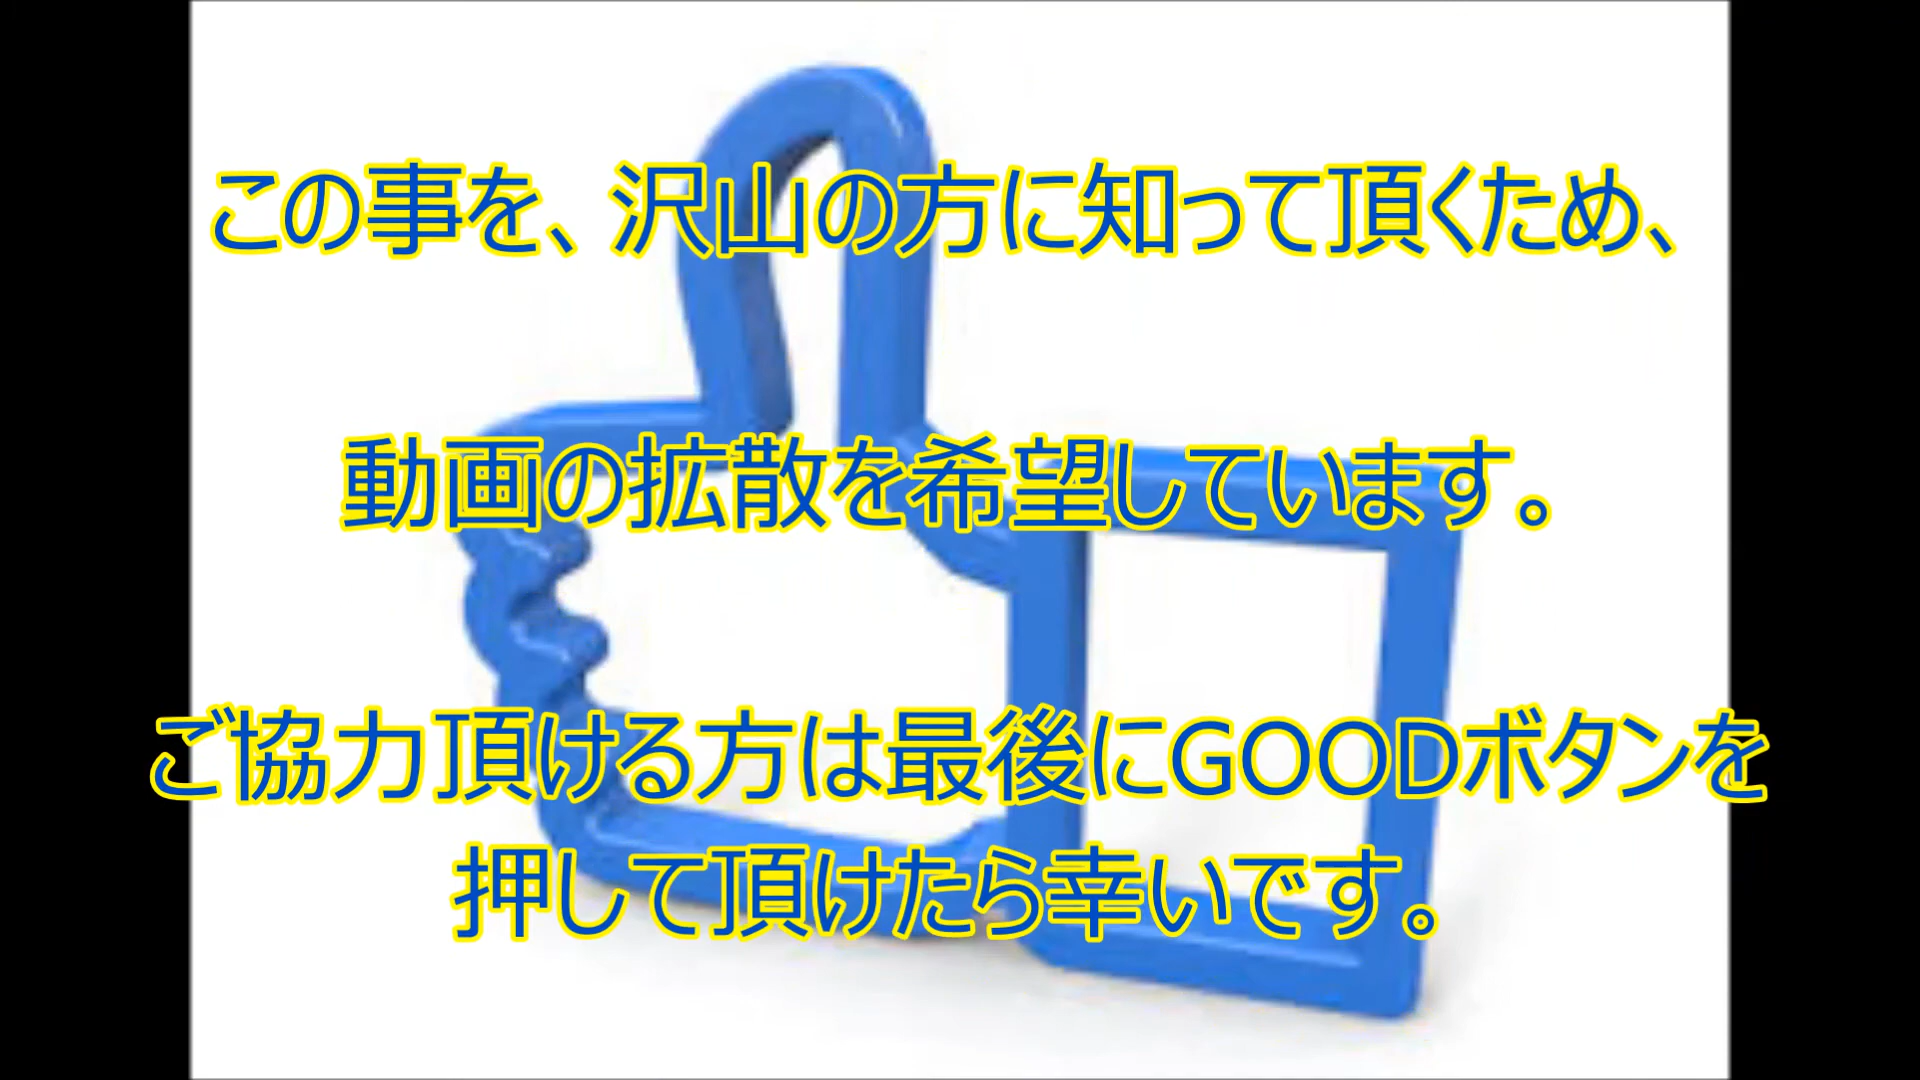 この事を、沢山の方に知って頂くため、
動画の拡散を希望しています。
ご協力頂ける方は最後にGOODボタンを
押して頂けたら幸いです。